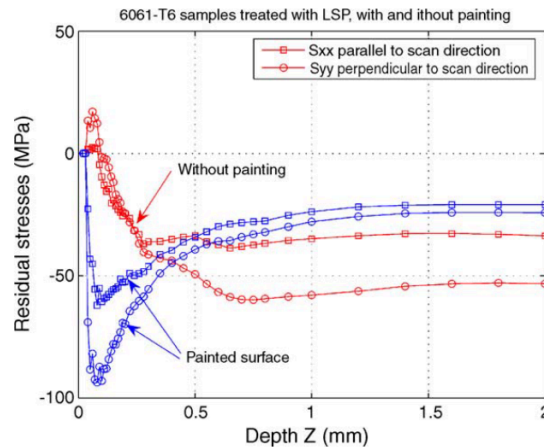 6061-T6 samples treated with LSP, with and ithout painting
50
0
-50
-100
Residual stresses (MPa)
Sxx parallel to scan direction
Syy perpendicular to scan direction
Without painting
Painted surface
0 0.5 1 1.5 2
Depth Z (mm)